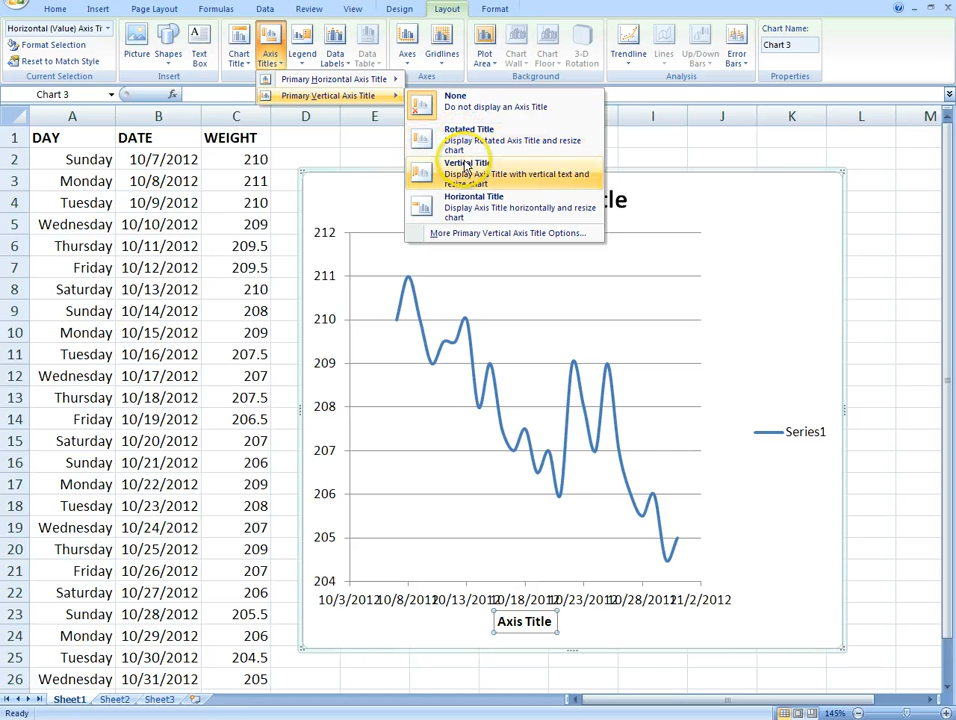 Home Insert Page Layout Formulas Data Review View Design Layout Format
Horizontal (Value) Axis Ti
Format Selection
Reset to Match Style
Current Selection
Picture Shapes Text Box
Insert
Chart Title Axis Titles Legend Data Labels Data Table
Axes Gridlines
Axes
Plot Area Chart Wall Chart Floor 3-D Rotation
Background
Trendline Lines Up/Down Bars Error Bars
Analysis
Chart Name:
Chart 3
Properties
Primary Horizontal Axis Title
Primary Vertical Axis Title
None
Do not display an Axis Title
Rotated Title
Display Rotated Axis Title and resize chart
Vertical Title
Display Axis Title with vertical text and resize chart
Horizontal Title
Display Axis Title horizontally and resize chart
More Primary Vertical Axis Title Options...
Chart 3 fx
A B C D E I J K L M
1 DAY DATE WEIGHT
2 Sunday 10/7/2012 210
3 Monday 10/8/2012 211
4 Tuesday 10/9/2012 210
5 Wednesday 10/10/2012 209
6 Thursday 10/11/2012 209.5
7 Friday 10/12/2012 209.5
8 Saturday 10/13/2012 210
9 Sunday 10/14/2012 208
10 Monday 10/15/2012 209
11 Tuesday 10/16/2012 207.5
12 Wednesday 10/17/2012 207
13 Thursday 10/18/2012 207.5
14 Friday 10/19/2012 206.5
15 Saturday 10/20/2012 207
16 Sunday 10/21/2012 206
17 Monday 10/22/2012 209
18 Tuesday 10/23/2012 208
19 Wednesday 10/24/2012 207
20 Thursday 10/25/2012 209
21 Friday 10/26/2012 207
22 Saturday 10/27/2012 206
23 Sunday 10/28/2012 205.5
24 Monday 10/29/2012 206
25 Tuesday 10/30/2012 204.5
26 Wednesday 10/31/2012 205
212
211
210
209
208
207
206
205
204
10/3/2012 10/8/2012 10/13/2012 10/18/2012 10/23/2012 10/28/2012 11/2/2012
Axis Title
Series1
Sheet1 Sheet2 Sheet3
Ready
145%